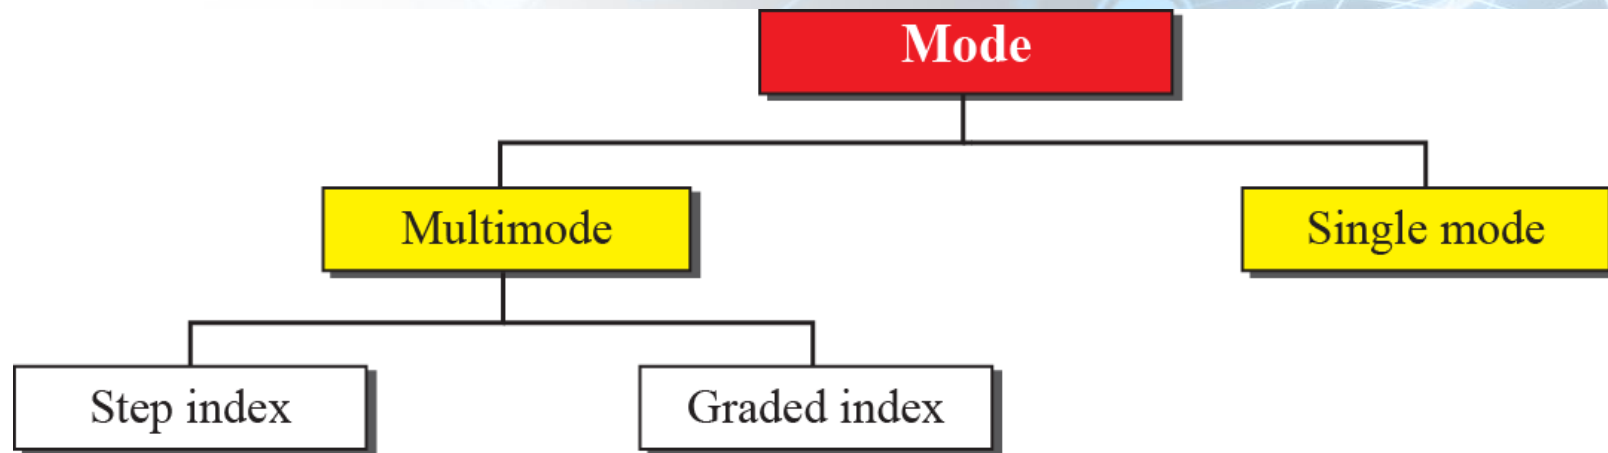 Mode
Multimode
Single mode
Step index
Graded index